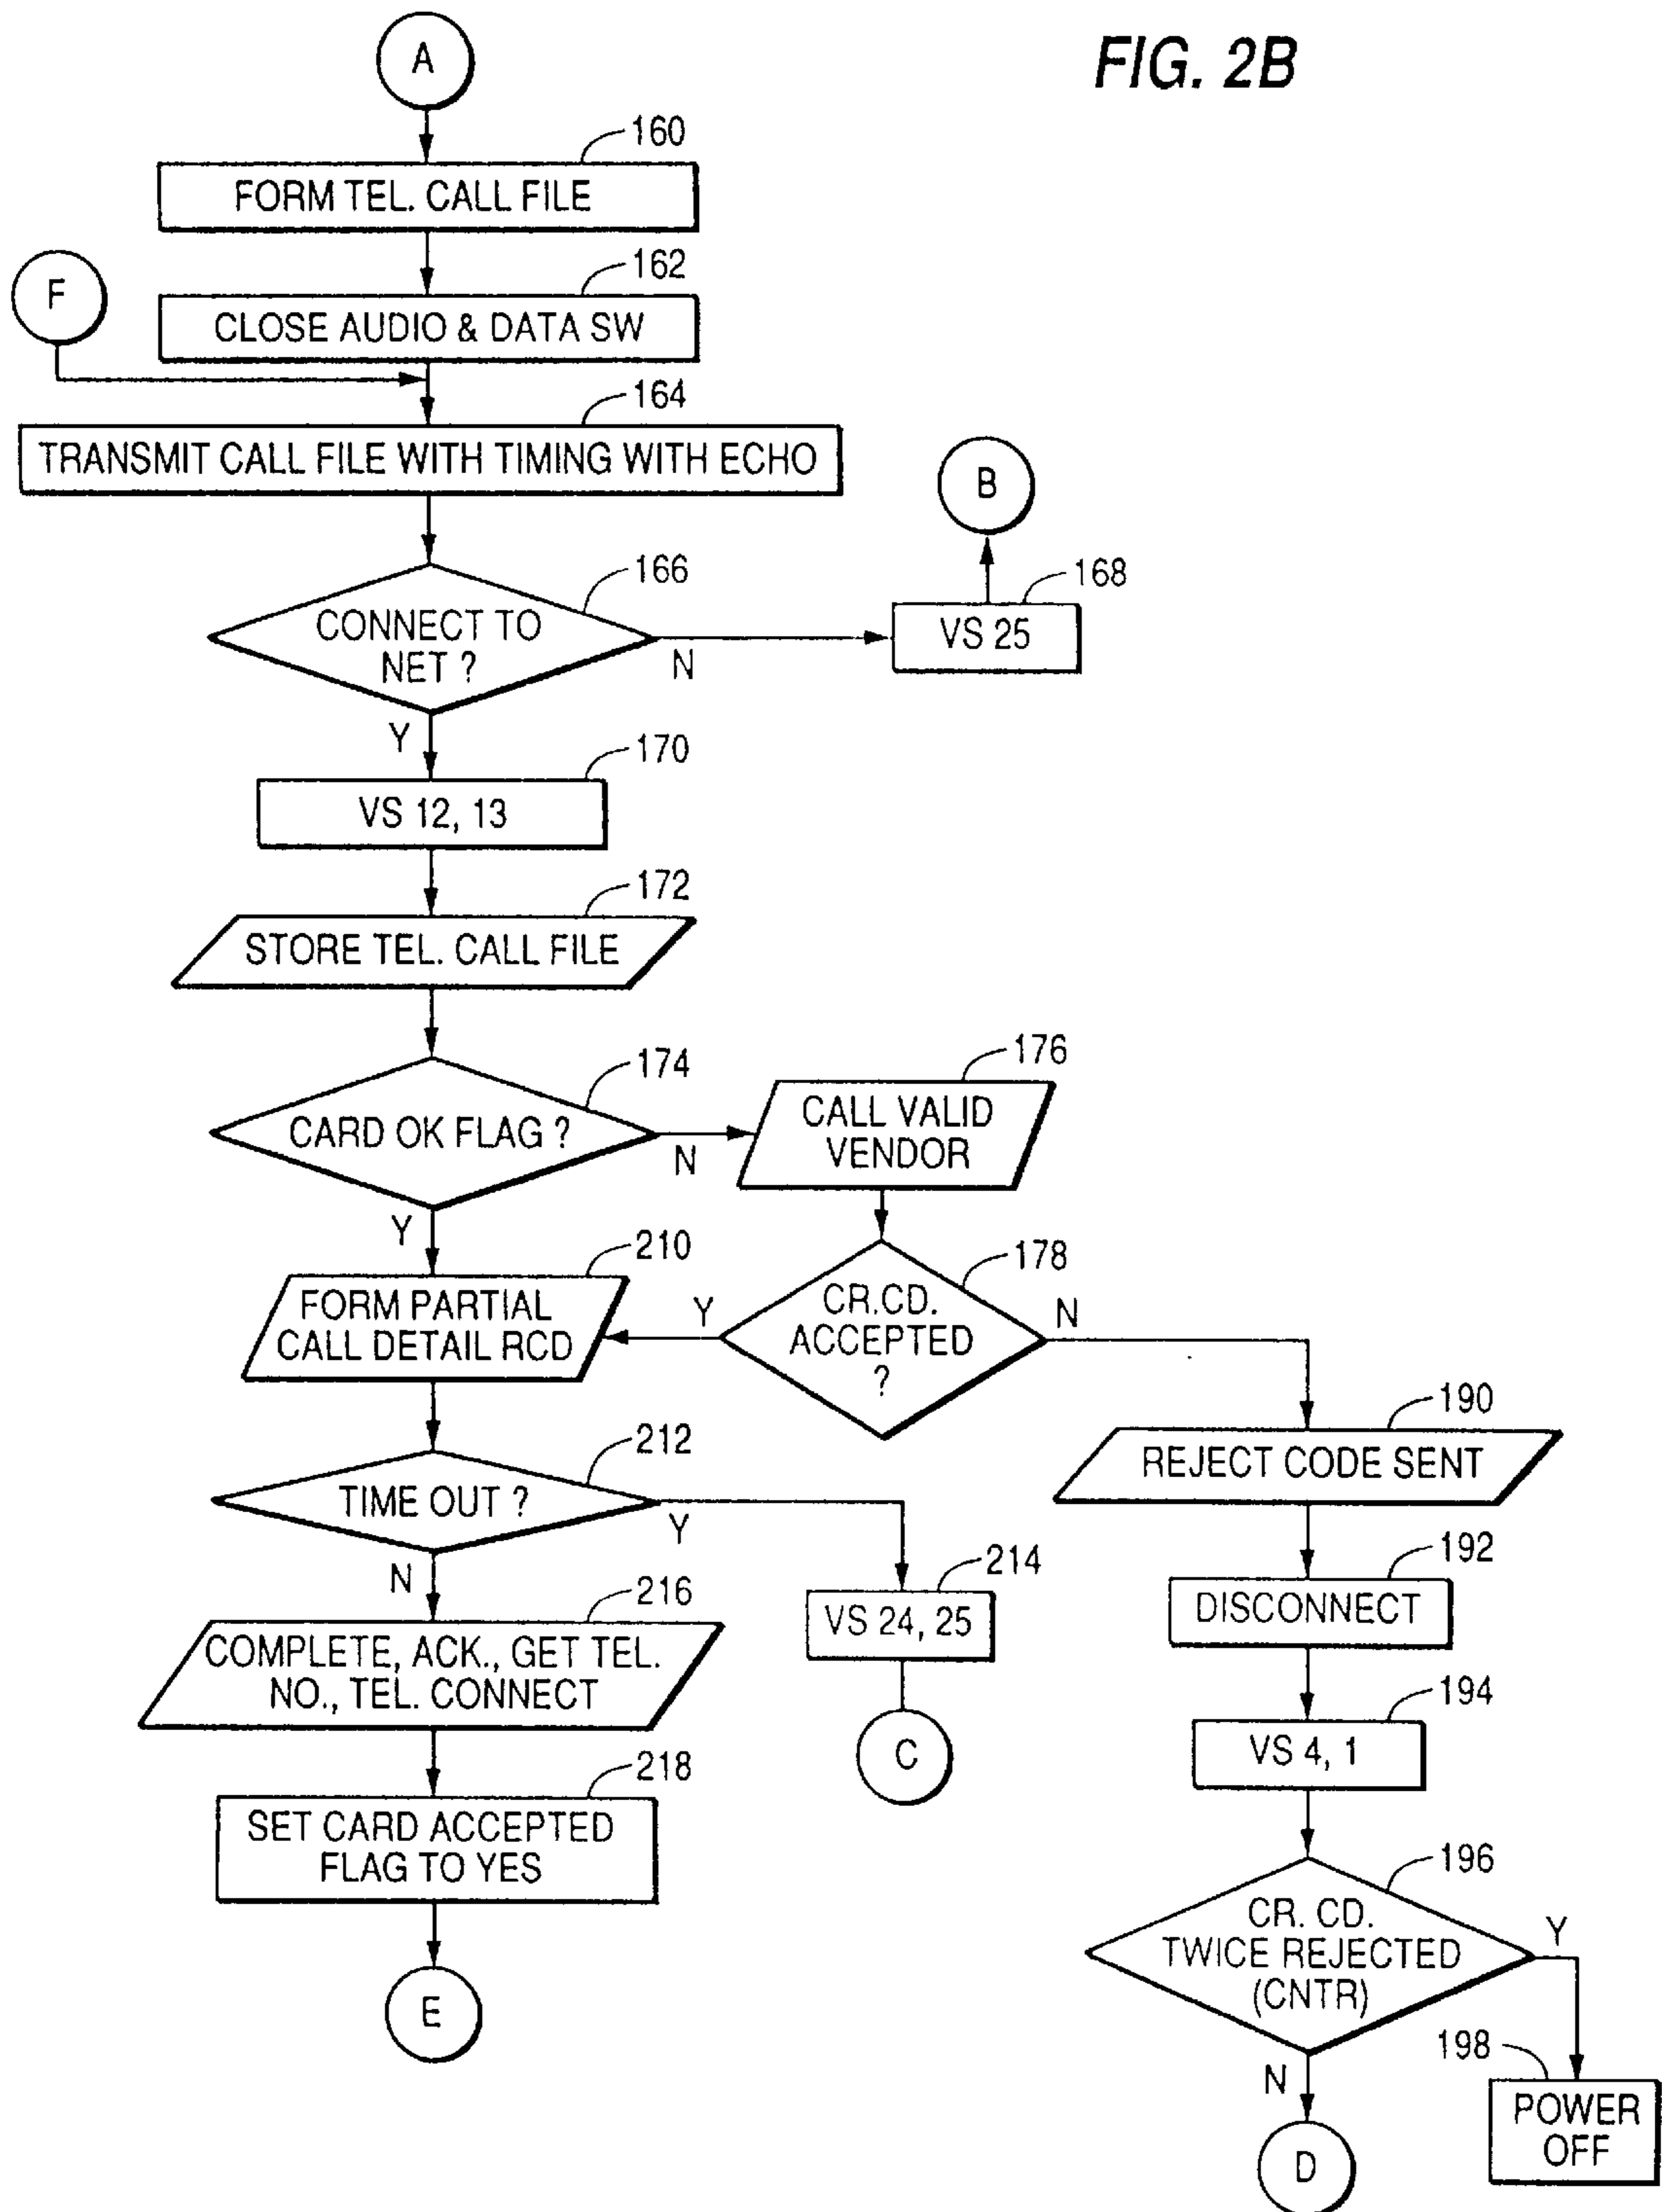 FIG. 2B
A
160
FORM TEL. CALL FILE
162
F
CLOSE AUDIO & DATA SW
164
TRANSMIT CALL FILE WITH TIMING WITH ECHO
B
166
168
CONNECT TO
NET ?
N
VS 25
Y
170
VS 12, 13
172
STORE TEL. CALL FILE
174
CARD OK FLAG ?
N
176
CALL VALID
VENDOR
Y
210
FORM PARTIAL
CALL DETAIL RCD
178
Y
CR.CD.
ACCEPTED
?
N
190
REJECT CODE SENT
212
TIME OUT ?
Y
N
214
VS 24, 25
C
192
DISCONNECT
216
COMPLETE, ACK., GET TEL.
NO., TEL. CONNECT
194
VS 4, 1
218
SET CARD ACCEPTED
FLAG TO YES
E
196
CR. CD.
TWICE REJECTED
(CNTR)
Y
N
198
POWER
OFF
D